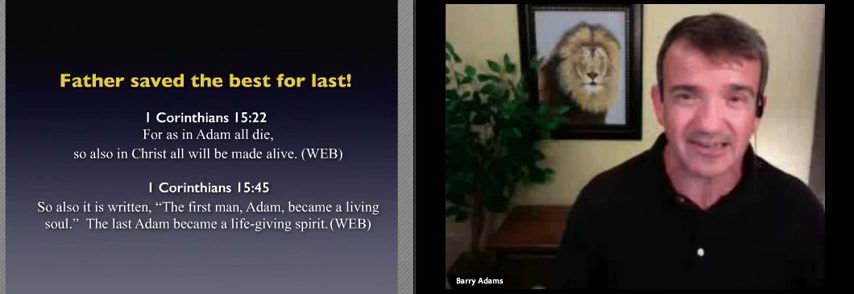 Father saved the best for last!
1 Corinthians 15:22
For as in Adam all die,
so also in Christ all will be made alive. (WEB)
1 Corinthians 15:45
So also it is written, “The first man, Adam, became a living
soul.” The last Adam became a life-giving spirit. (WEB)
Barry Adams